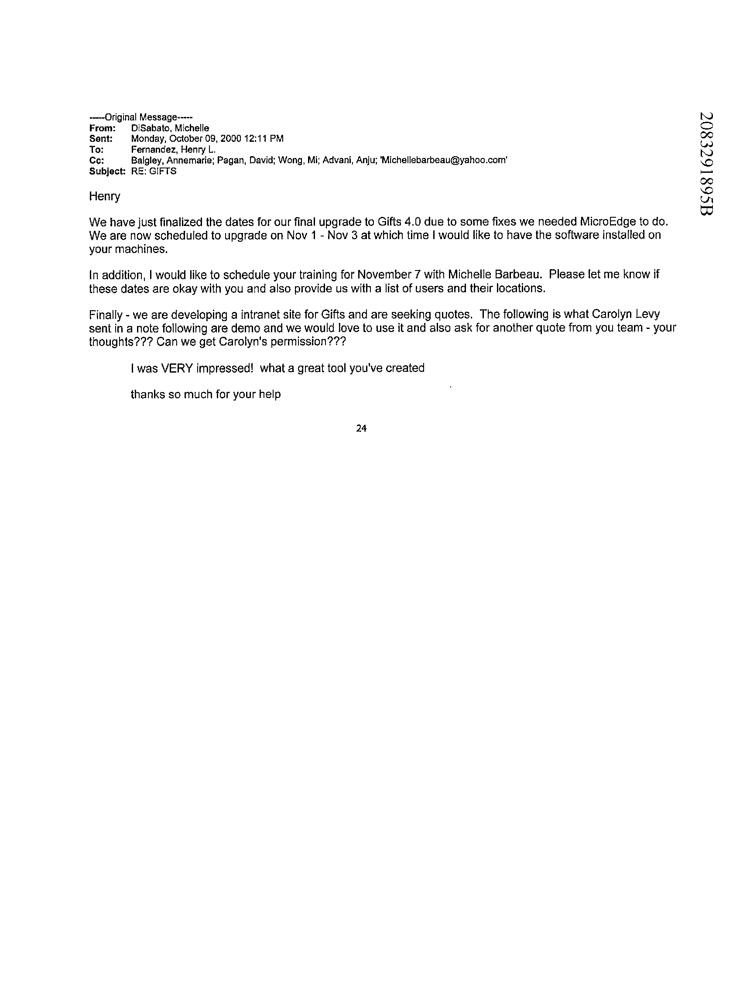 -----Original Message-----
From: DiSabato, Michelle
Sent: Monday, October 09, 2000 12:11 PM
To: Fernandez, Henry L.
Cc: Balgley, Annemarie; Pagan, David; Wong, Mi; Advani, Anju; 'Michellebarbeau@yahoo.com'
Subject: RE: GIFTS
Henry
We have just finalized the dates for our final upgrade to Gifts 4.0 due to some fixes we needed MicroEdge to do.
We are now scheduled to upgrade on Nov 1 - Nov 3 at which time I would like to have the software installed on
your machines.
In addition, I would like to schedule your training for November 7 with Michelle Barbeau. Please let me know if
these dates are okay with you and also provide us with a list of users and their locations.
Finally - we are developing a intranet site for Gifts and are seeking quotes. The following is what Carolyn Levy
sent in a note following are demo and we would love to use it and also ask for another quote from you team - your
thoughts??? Can we get Carolyn's permission???
I was VERY impressed! what a great tool you've created
thanks so much for your help
24
2083291895B